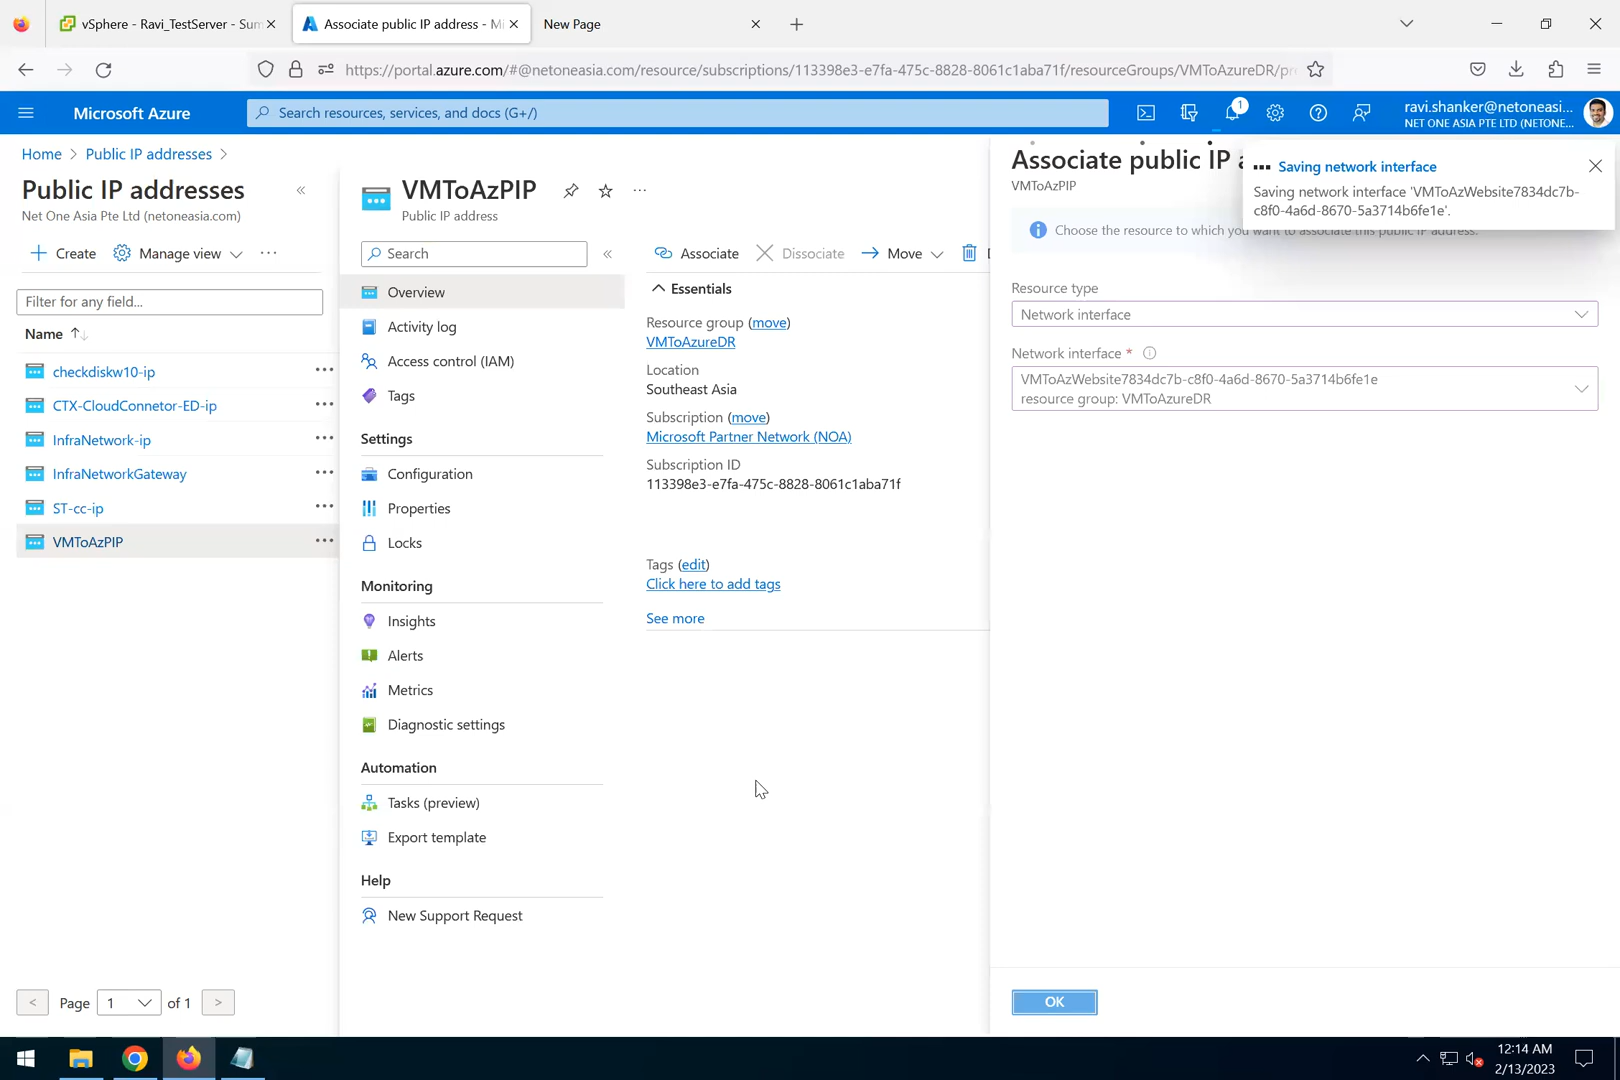 vSphere - Ravi_TestServer - Sum
Associate public IP address - Mi
New Page
https://portal.azure.com/#@netoneasia.com/resource/subscriptions/113398e3-e7fa-475c-8828-8061c1aba71f/resourceGroups/VMToAzureDR/pr
Microsoft Azure
Search resources, services, and docs (G+/)
1
ravi.shanker@netoneasi...
NET ONE ASIA PTE LTD (NETONE...
Home > Public IP addresses >
Public IP addresses
Net One Asia Pte Ltd (netoneasia.com)
Create
Manage view
Filter for any field...
Name
checkdiskw10-ip
CTX-CloudConnetor-ED-ip
InfraNetwork-ip
InfraNetworkGateway
ST-cc-ip
VMToAzPIP
< Page 1 of 1 >
VMToAzPIP
Public IP address
Search
Overview
Activity log
Access control (IAM)
Tags
Settings
Configuration
Properties
Locks
Monitoring
Insights
Alerts
Metrics
Diagnostic settings
Automation
Tasks (preview)
Export template
Help
New Support Request
Associate
Dissociate
Move
Essentials
Resource group (move)
VMToAzureDR
Location
Southeast Asia
Subscription (move)
Microsoft Partner Network (NOA)
Subscription ID
113398e3-e7fa-475c-8828-8061c1aba71f
Tags (edit)
Click here to add tags
See more
Associate public IP a
VMToAzPIP
Saving network interface
Saving network interface 'VMToAzWebsite7834dc7b-
c8f0-4a6d-8670-5a3714b6fe1e'.
Choose the resource to which you want to associate this public IP address.
Resource type
Network interface
Network interface *
VMToAzWebsite7834dc7b-c8f0-4a6d-8670-5a3714b6fe1e
resource group: VMToAzureDR
OK
12:14 AM
2/13/2023